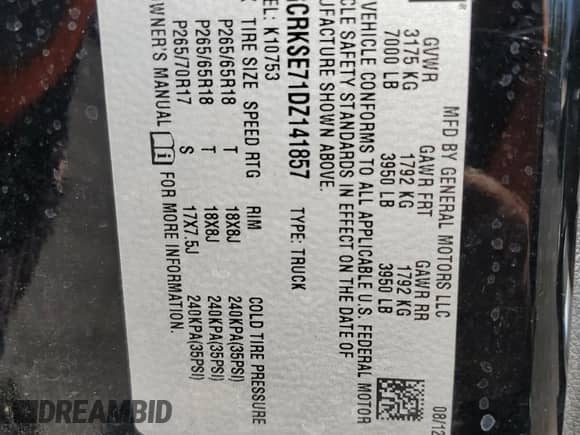 MFD BY GENERAL MOTORS LLC
08/12
GVWR GAWR FRT GAWR RR
3175 KG 1792 KG 1792 KG
7000 LB 3950 LB 3950 LB
VEHICLE CONFORMS TO ALL APPLICABLE U.S. FEDERAL MOTOR
CLE SAFETY STANDARDS IN EFFECT ON THE DATE OF
UFACTURE SHOWN ABOVE.
CRKSE71DZ141857 TYPE: TRUCK
EL: K10753
TIRE SIZE SPEED RTG RIM COLD TIRE PRESSURE
P265/65R18 T 18X8J 240KPA(35PSI)
P265/65R18 T 18X8J 240KPA(35PSI)
P265/70R17 S 17X7.5J 240KPA(35PSI)
OWNER'S MANUAL FOR MORE INFORMATION.
DREAMBID